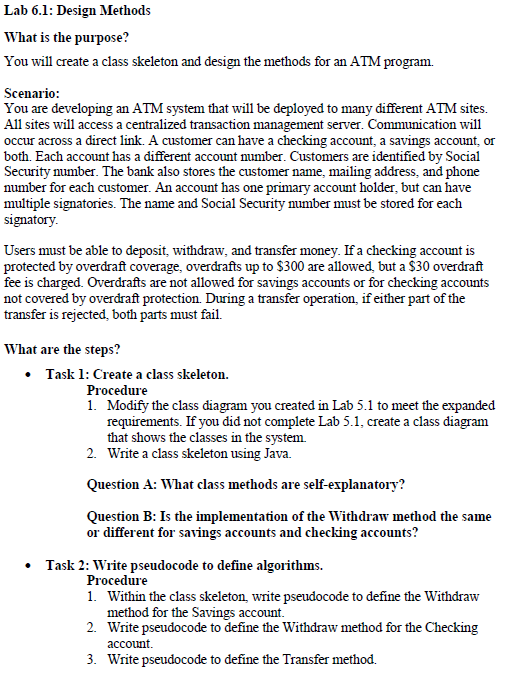 Lab 6.1: Design Methods
What is the purpose?
You will create a class skeleton and design the methods for an ATM program.
Scenario:
You are developing an ATM system that will be deployed to many different ATM sites.
All sites will access a centralized transaction management server. Communication will
occur across a direct link. A customer can have a checking account, a savings account, or
both. Each account has a different account number. Customers are identified by Social
Security number. The bank also stores the customer name, mailing address, and phone
number for each customer. An account has one primary account holder, but can have
multiple signatories. The name and Social Security number must be stored for each
signatory.
Users must be able to deposit, withdraw, and transfer money. If a checking account is
protected by overdraft coverage, overdrafts up to $300 are allowed, but a $30 overdraft
fee is charged. Overdrafts are not allowed for savings accounts or for checking accounts
not covered by overdraft protection. During a transfer operation, if either part of the
transfer is rejected, both parts must fail.
What are the steps?
• Task 1: Create a class skeleton.
Procedure
1. Modify the class diagram you created in Lab 5.1 to meet the expanded
requirements. If you did not complete Lab 5.1, create a class diagram
that shows the classes in the system.
2. Write a class skeleton using Java.
Question A: What class methods are self-explanatory?
Question B: Is the implementation of the Withdraw method the same
or different for savings accounts and checking accounts?
• Task 2: Write pseudocode to define algorithms.
Procedure
1. Within the class skeleton, write pseudocode to define the Withdraw
method for the Savings account.
2. Write pseudocode to define the Withdraw method for the Checking
account.
3. Write pseudocode to define the Transfer method.